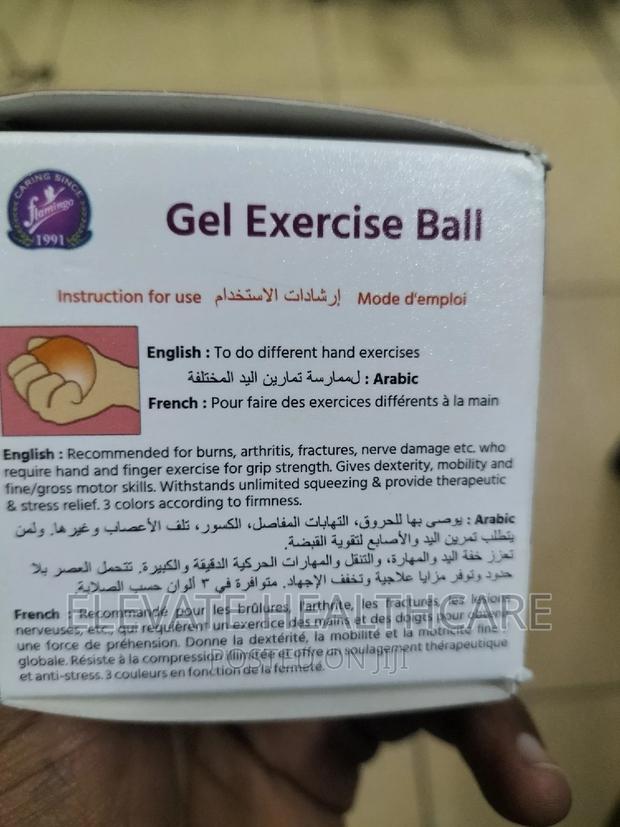 CARING SINCE
flamingo
1991
Gel Exercise Ball
Instruction for use إرشادات الاستخدام Mode d'emploi
English : To do different hand exercises
Arabic : لممارسة تمارين اليد المختلفة
French : Pour faire des exercices différents à la main
English : Recommended for burns, arthritis, fractures, nerve damage etc. who
require hand and finger exercise for grip strength. Gives dexterity, mobility and
fine/gross motor skills. Withstands unlimited squeezing & provide therapeutic
& stress relief. 3 colors according to firmness.
Arabic : يوصى بها للحروق، التهابات المفاصل، الكسور، تلف الأعصاب وغيرها. ولمن
يتطلب تمرين اليد والأصابع لتقوية القبضة.
تعزز خفة اليد والمهارة، والتنقل والمهارات الحركية الدقيقة والكبيرة. تتحمل العصر بلا
حدود وتوفر مزايا علاجية وتخفف الإجهاد. متوافرة في ٣ ألوان حسب الصلابة.
French : Recommandé pour les brûlures, l'arthrite, les fractures, les lésions
nerveuses, etc., qui requièrent un exercice des mains et des doigts pour obtenir
une force de préhension. Donne la dextérité, la mobilité et la motricité fine /
globale. Résiste à la compression illimitée et offre un soulagement thérapeutique
et anti-stress. 3 couleurs en fonction de la fermeté.
ELEVATE HEALTHCARE
POSTED ON JIJI